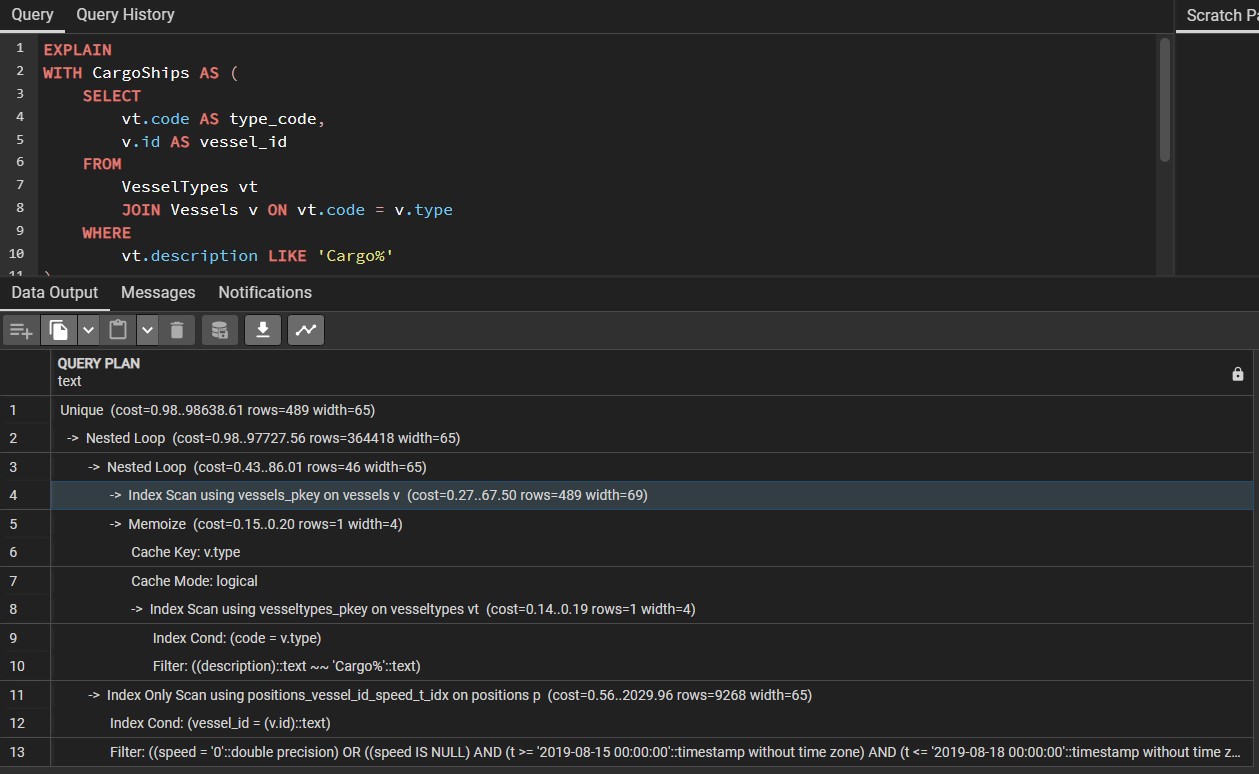 Query Query History Scratch Pa
1 EXPLAIN
2 WITH CargoShips AS (
3 SELECT
4 vt.code AS type_code,
5 v.id AS vessel_id
6 FROM
7 VesselTypes vt
8 JOIN Vessels v ON vt.code = v.type
9 WHERE
10 vt.description LIKE 'Cargo%'
11 )
Data Output Messages Notifications
QUERY PLAN
text
1 Unique (cost=0.98..98638.61 rows=489 width=65)
2 -> Nested Loop (cost=0.98..97727.56 rows=364418 width=65)
3 -> Nested Loop (cost=0.43..86.01 rows=46 width=65)
4 -> Index Scan using vessels_pkey on vessels v (cost=0.27..67.50 rows=489 width=69)
5 -> Memoize (cost=0.15..0.20 rows=1 width=4)
6 Cache Key: v.type
7 Cache Mode: logical
8 -> Index Scan using vesseltypes_pkey on vesseltypes vt (cost=0.14..0.19 rows=1 width=4)
9 Index Cond: (code = v.type)
10 Filter: ((description)::text ~~ 'Cargo%'::text)
11 -> Index Only Scan using positions_vessel_id_speed_t_idx on positions p (cost=0.56..2029.96 rows=9268 width=65)
12 Index Cond: (vessel_id = (v.id)::text)
13 Filter: ((speed = '0'::double precision) OR ((speed IS NULL) AND (t >= '2019-08-15 00:00:00'::timestamp without time zone) AND (t <= '2019-08-18 00:00:00'::timestamp without time z...